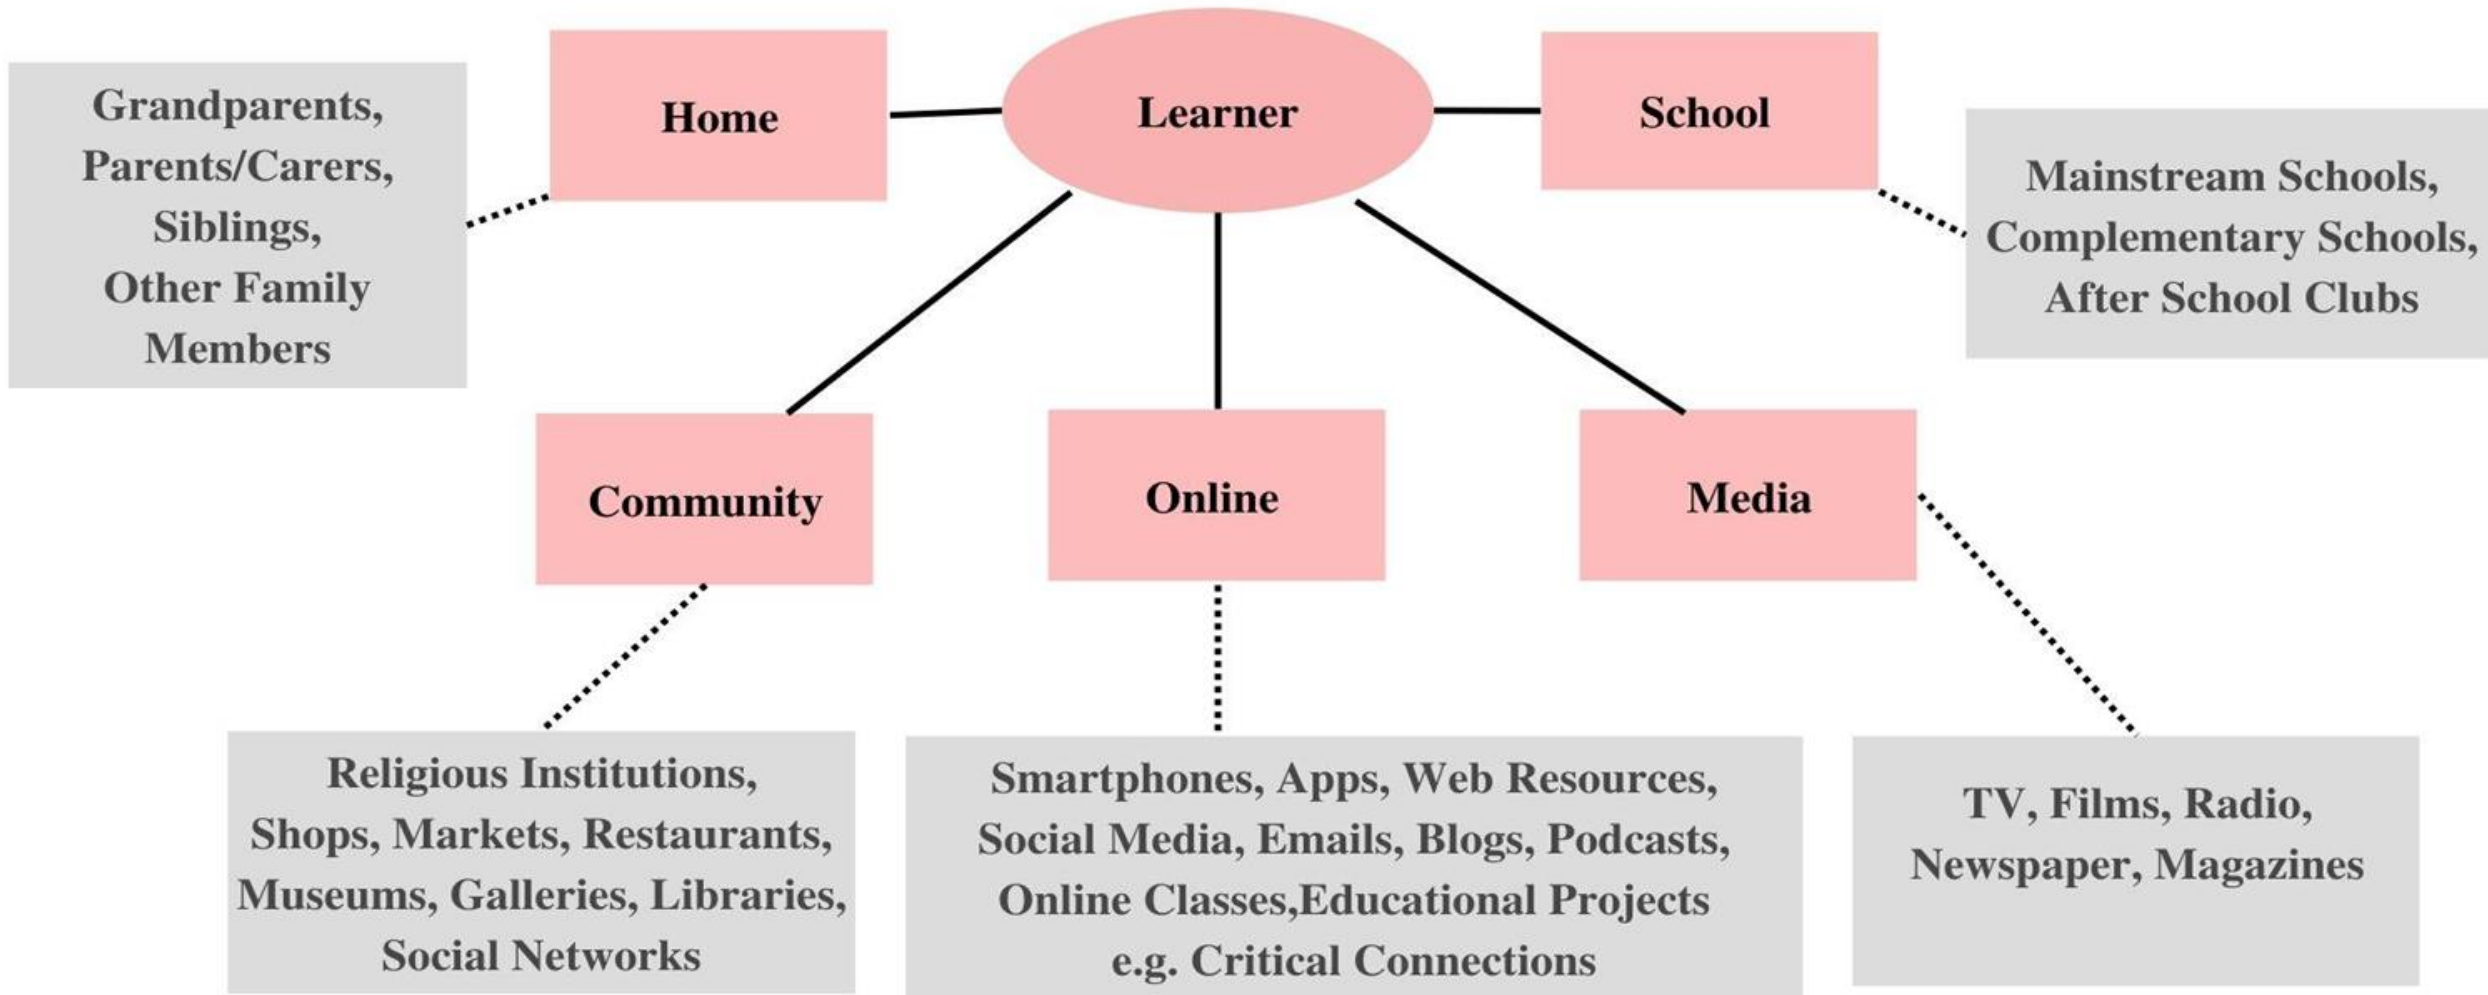 Learner
Home
School
Grandparents,
Parents/Carers,
Siblings,
Other Family
Members
Mainstream Schools,
Complementary Schools,
After School Clubs
Community
Online
Media
Religious Institutions,
Shops, Markets, Restaurants,
Museums, Galleries, Libraries,
Social Networks
Smartphones, Apps, Web Resources,
Social Media, Emails, Blogs, Podcasts,
Online Classes,Educational Projects
e.g. Critical Connections
TV, Films, Radio,
Newspaper, Magazines